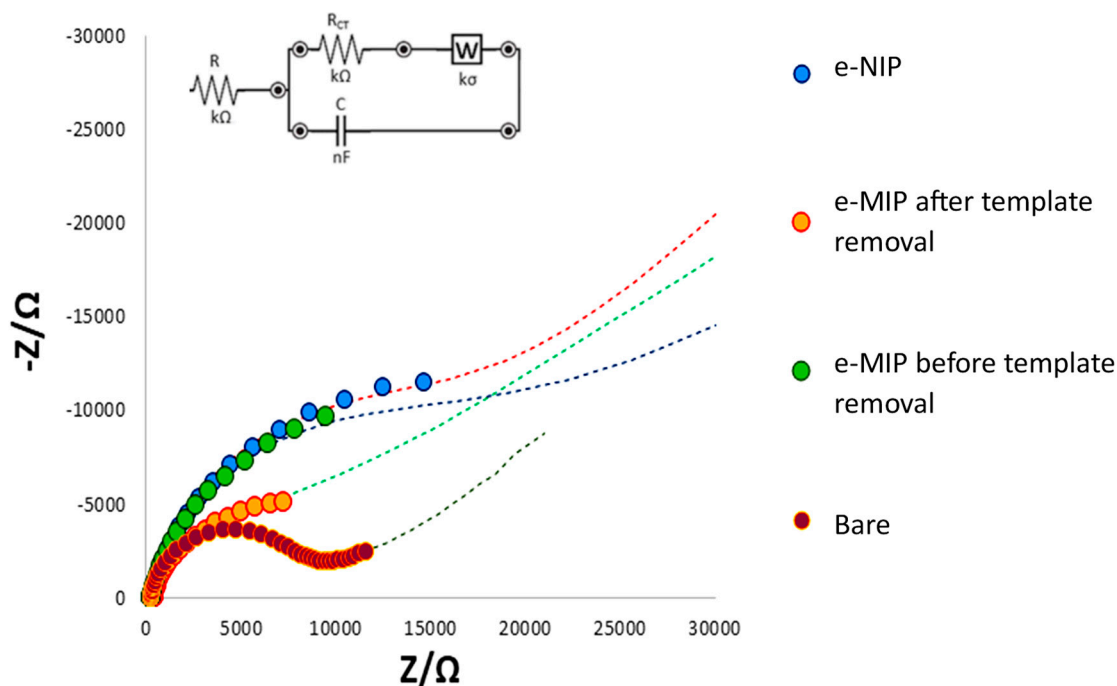 -30000
-25000
-20000
-15000
-10000
-5000
0
-Z/Ω
0 5000 10000 15000 20000 25000 30000
Z/Ω
R
kΩ
RCT
kΩ
W
kσ
C
nF
e-NIP
e-MIP after template
removal
e-MIP before template
removal
Bare